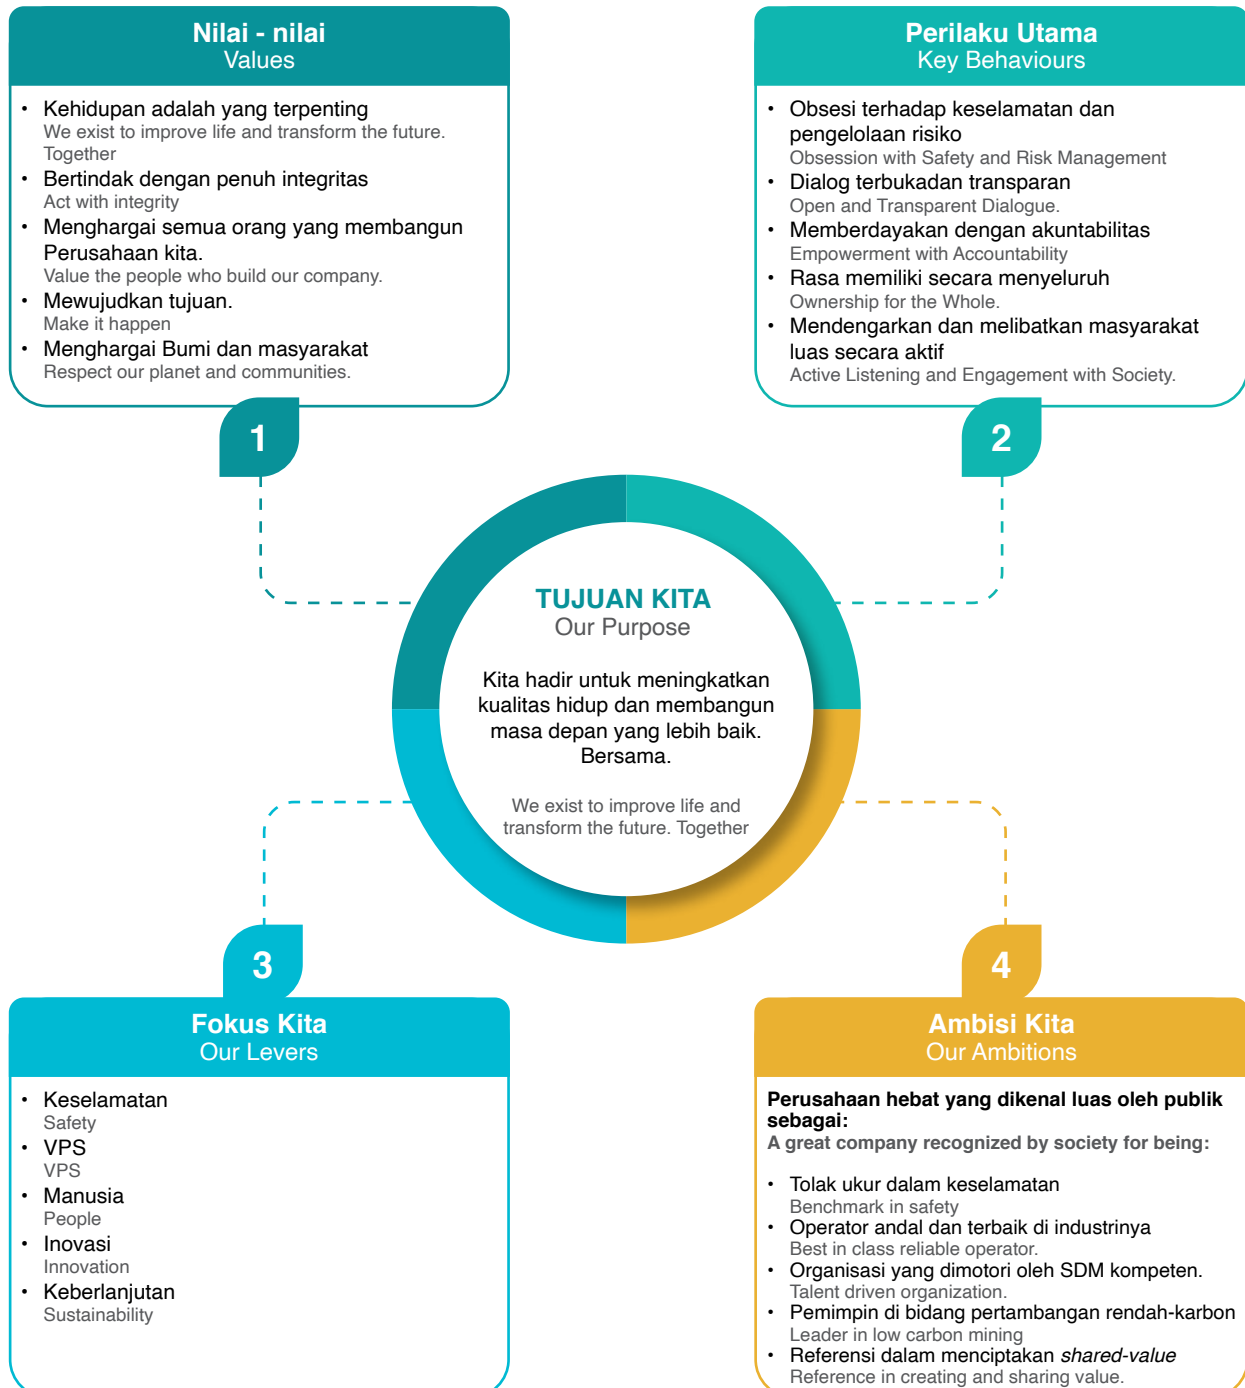 Nilai - nilai
Values
• Kehidupan adalah yang terpenting
We exist to improve life and transform the future.
Together
• Bertindak dengan penuh integritas
Act with integrity
• Menghargai semua orang yang membangun
Perusahaan kita.
Value the people who build our company.
• Mewujudkan tujuan.
Make it happen
• Menghargai Bumi dan masyarakat
Respect our planet and communities.
1
Perilaku Utama
Key Behaviours
• Obsesi terhadap keselamatan dan
pengelolaan risiko
Obsession with Safety and Risk Management
• Dialog terbukadan transparan
Open and Transparent Dialogue.
• Memberdayakan dengan akuntabilitas
Empowerment with Accountability
• Rasa memiliki secara menyeluruh
Ownership for the Whole.
• Mendengarkan dan melibatkan masyarakat
luas secara aktif
Active Listening and Engagement with Society.
2
TUJUAN KITA
Our Purpose
Kita hadir untuk meningkatkan
kualitas hidup dan membangun
masa depan yang lebih baik.
Bersama.
We exist to improve life and
transform the future. Together
3
Fokus Kita
Our Levers
• Keselamatan
Safety
• VPS
VPS
• Manusia
People
• Inovasi
Innovation
• Keberlanjutan
Sustainability
4
Ambisi Kita
Our Ambitions
Perusahaan hebat yang dikenal luas oleh publik
sebagai:
A great company recognized by society for being:
• Tolak ukur dalam keselamatan
Benchmark in safety
• Operator andal dan terbaik di industrinya
Best in class reliable operator.
• Organisasi yang dimotori oleh SDM kompeten.
Talent driven organization.
• Pemimpin di bidang pertambangan rendah-karbon
Leader in low carbon mining
• Referensi dalam menciptakan shared-value
Reference in creating and sharing value.